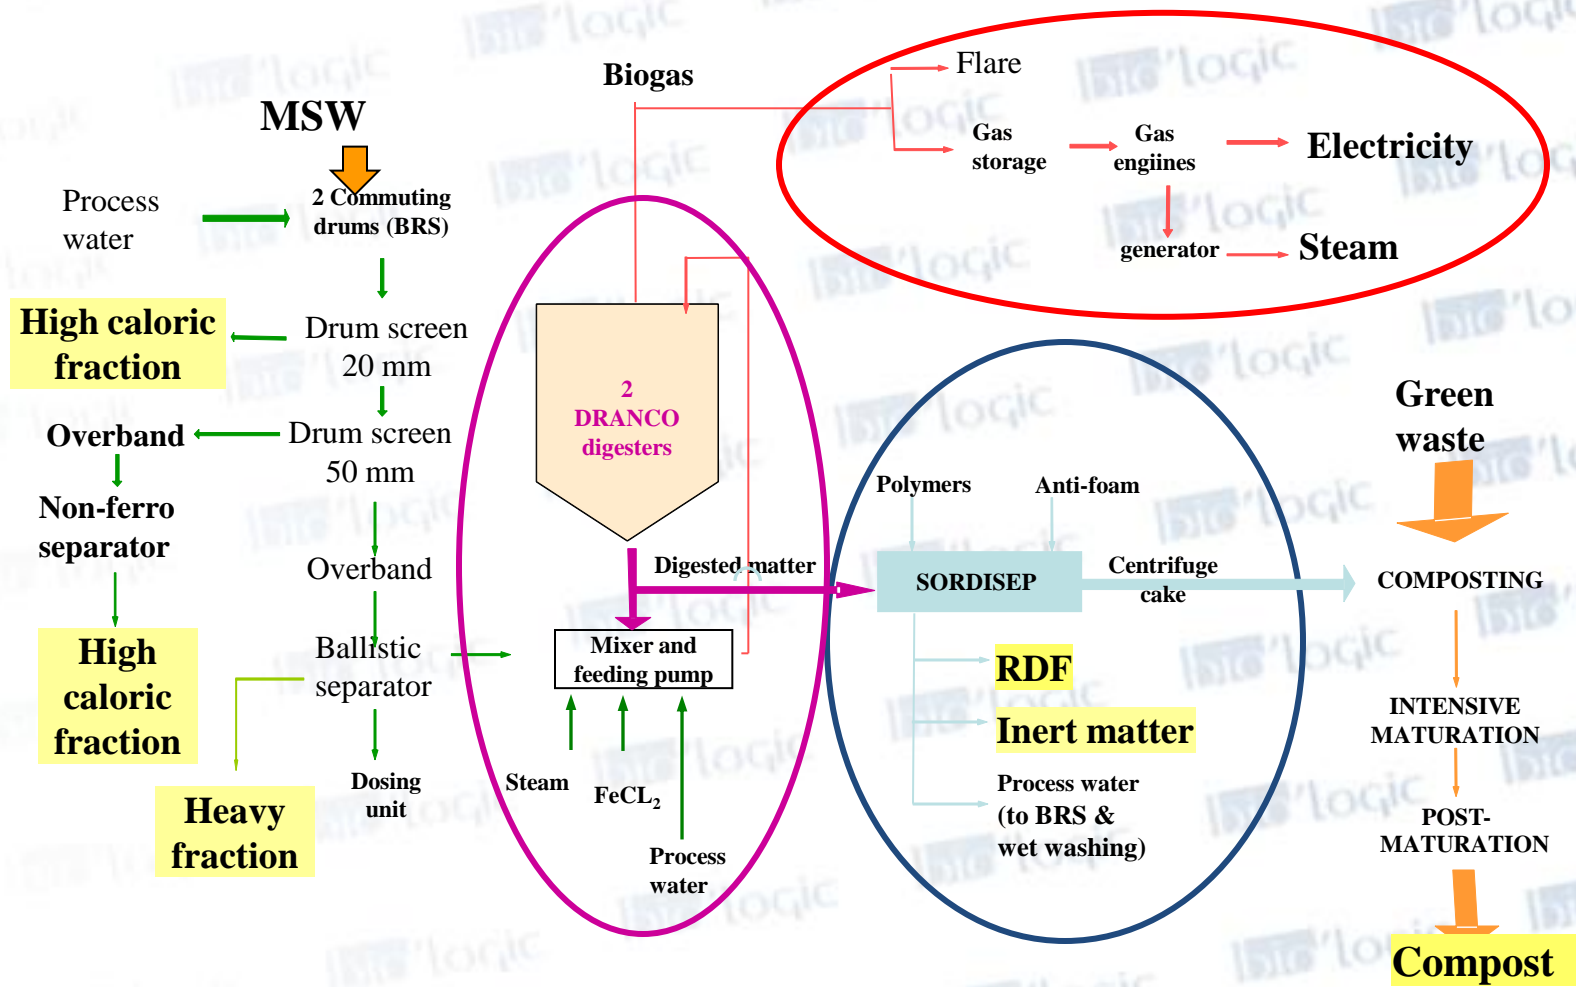 Biogas
Flare
MSW
Gas
storage
Gas
engiines
Electricity
Process
water
2 Commuting
drums (BRS)
generator
Steam
High caloric
fraction
Drum screen
20 mm
2
DRANCO
digesters
Green
waste
Overband
Drum screen
50 mm
Non-ferro
separator
Polymers
Anti-foam
Overband
Digested matter
SORDISEP
Centrifuge
cake
COMPOSTING
High
caloric
fraction
Ballistic
separator
Mixer and
feeding pump
RDF
Inert matter
INTENSIVE
MATURATION
Heavy
fraction
Dosing
unit
Steam
FeCL2
Process
water
Process water
(to BRS &
wet washing)
POST-
MATURATION
Compost
bio'logic